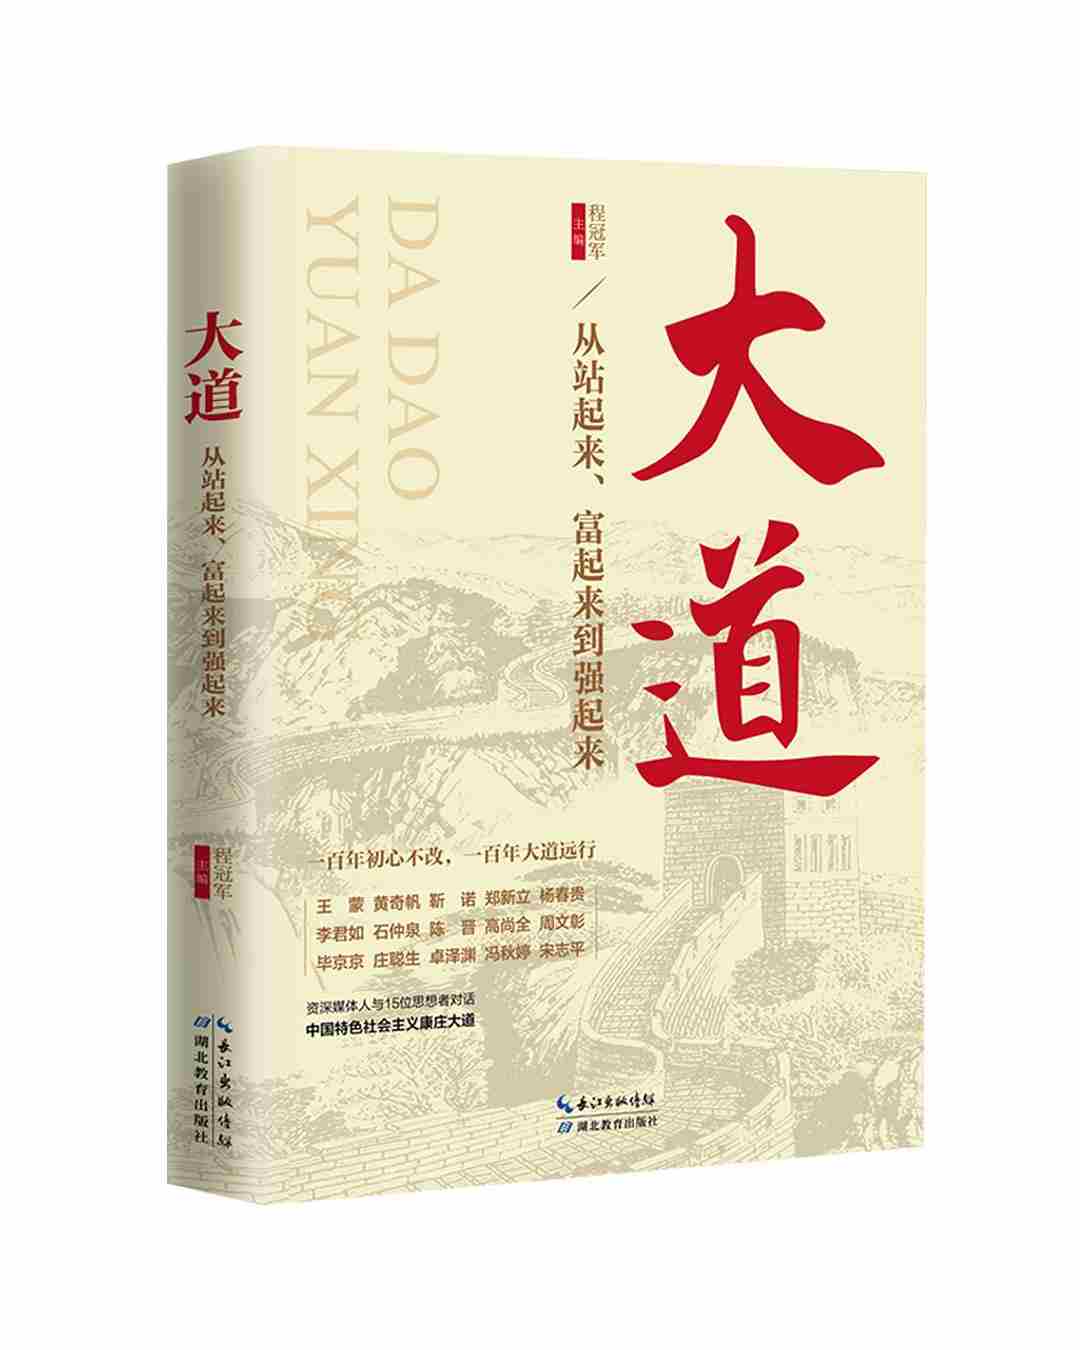 大道
程冠军
主编
从站起来、富起来到强起来
DA DAO
YUAN XING
一百年初心不改，一百年大道远行
王 蒙 黄奇帆 靳 诺 郑新立 杨春贵
李君如 石仲泉 陈 晋 高尚全 周文彰
毕京京 庄聪生 卓泽渊 冯秋婷 宋志平
资深媒体人与15位思想者对话
中国特色社会主义康庄大道
长江出版传媒
湖北教育出版社
大道
从站起来、富起来到强起来
程冠军
主编
长江出版传媒
湖北教育出版社